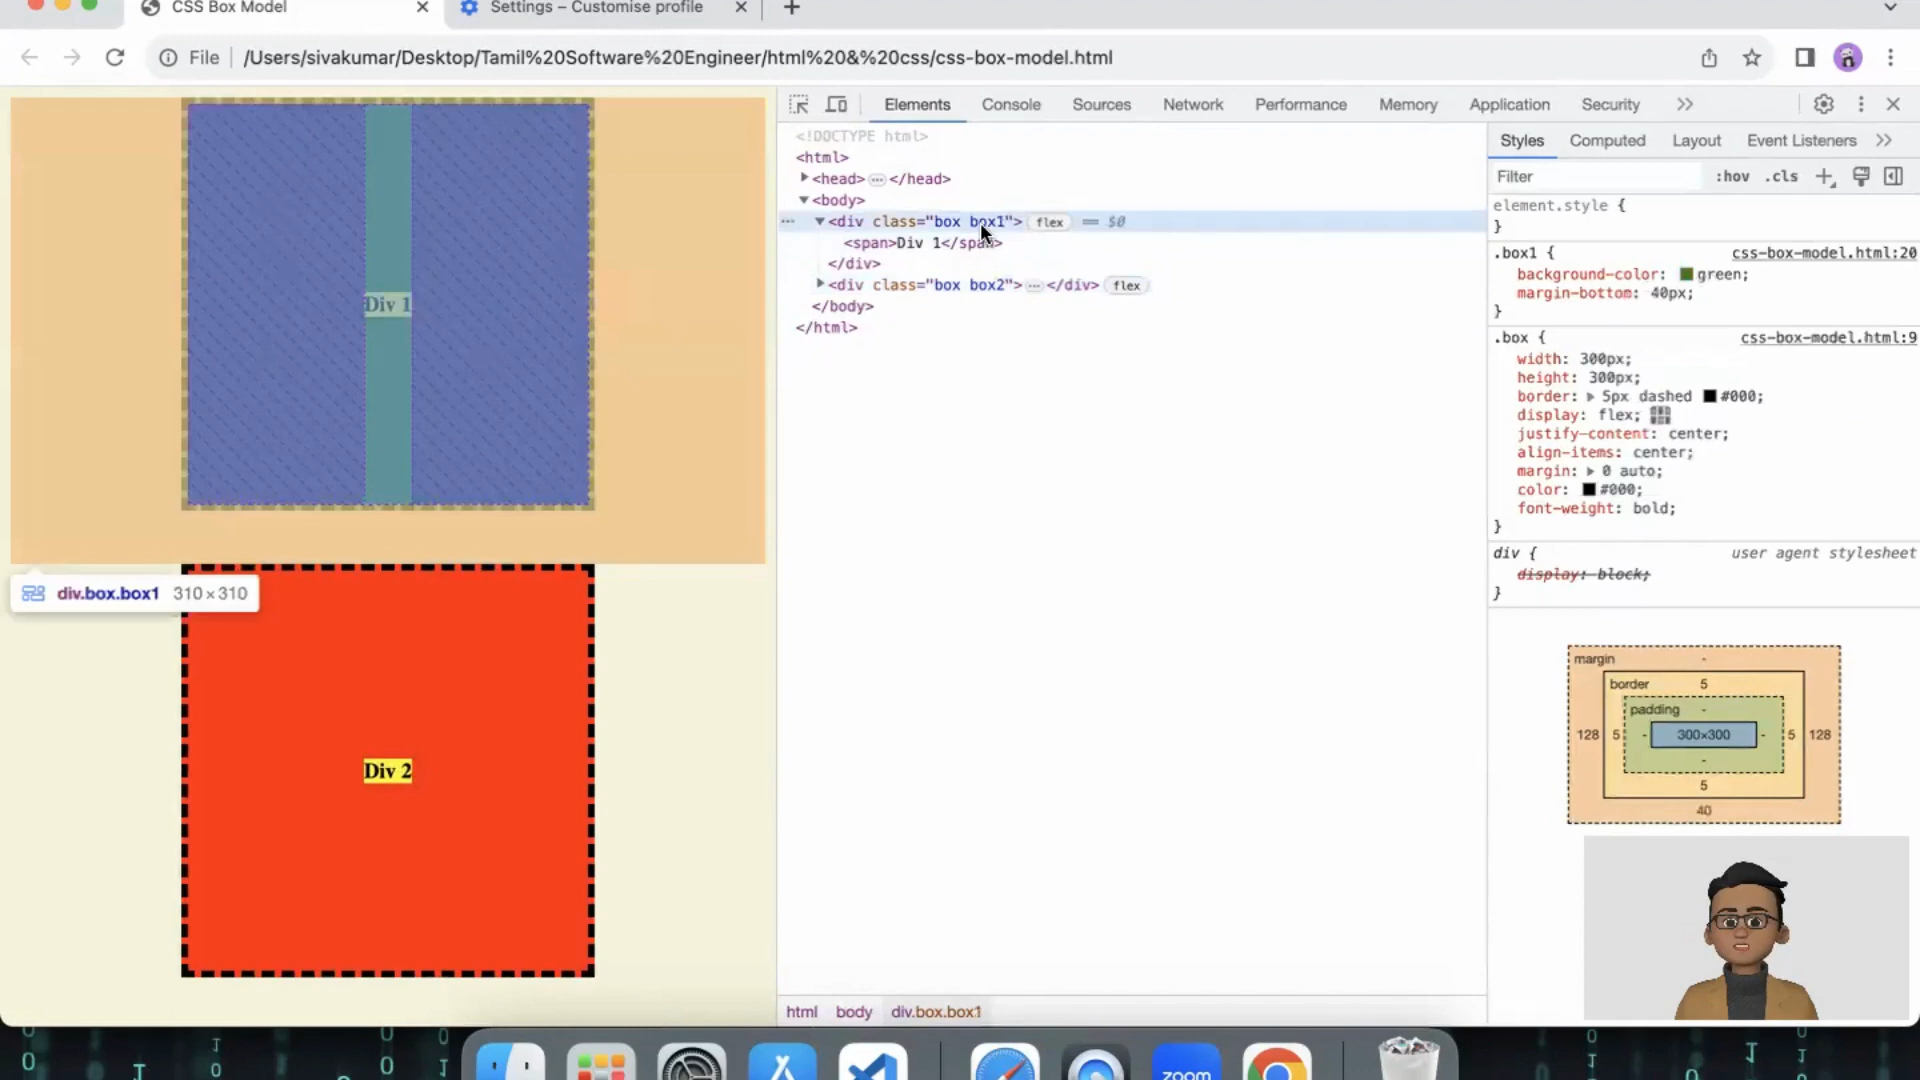 CSS Box Model
Settings – Customise profile
File
/Users/sivakumar/Desktop/Tamil%20Software%20Engineer/html%20&%20css/css-box-model.html
Elements Console Sources Network Performance Memory Application Security
<!DOCTYPE html>
<html>
<head> ⋯ </head>
<body>
<div class="box box1"> flex == $0
<span>Div 1</span>
</div>
<div class="box box2"> ⋯ </div> flex
</body>
</html>
html body div.box.box1
Styles Computed Layout Event Listeners
Filter :hov .cls
element.style {
}
.box1 { css-box-model.html:20
background-color: green;
margin-bottom: 40px;
}
.box { css-box-model.html:9
width: 300px;
height: 300px;
border: 5px dashed #000;
display: flex;
justify-content: center;
align-items: center;
margin: 0 auto;
color: #000;
font-weight: bold;
}
div { user agent stylesheet
display: block;
}
margin -
border 5
padding -
128 5 - 300×300 - 5 128
-
5
40
Div 1
div.box.box1 310×310
Div 2
zoom